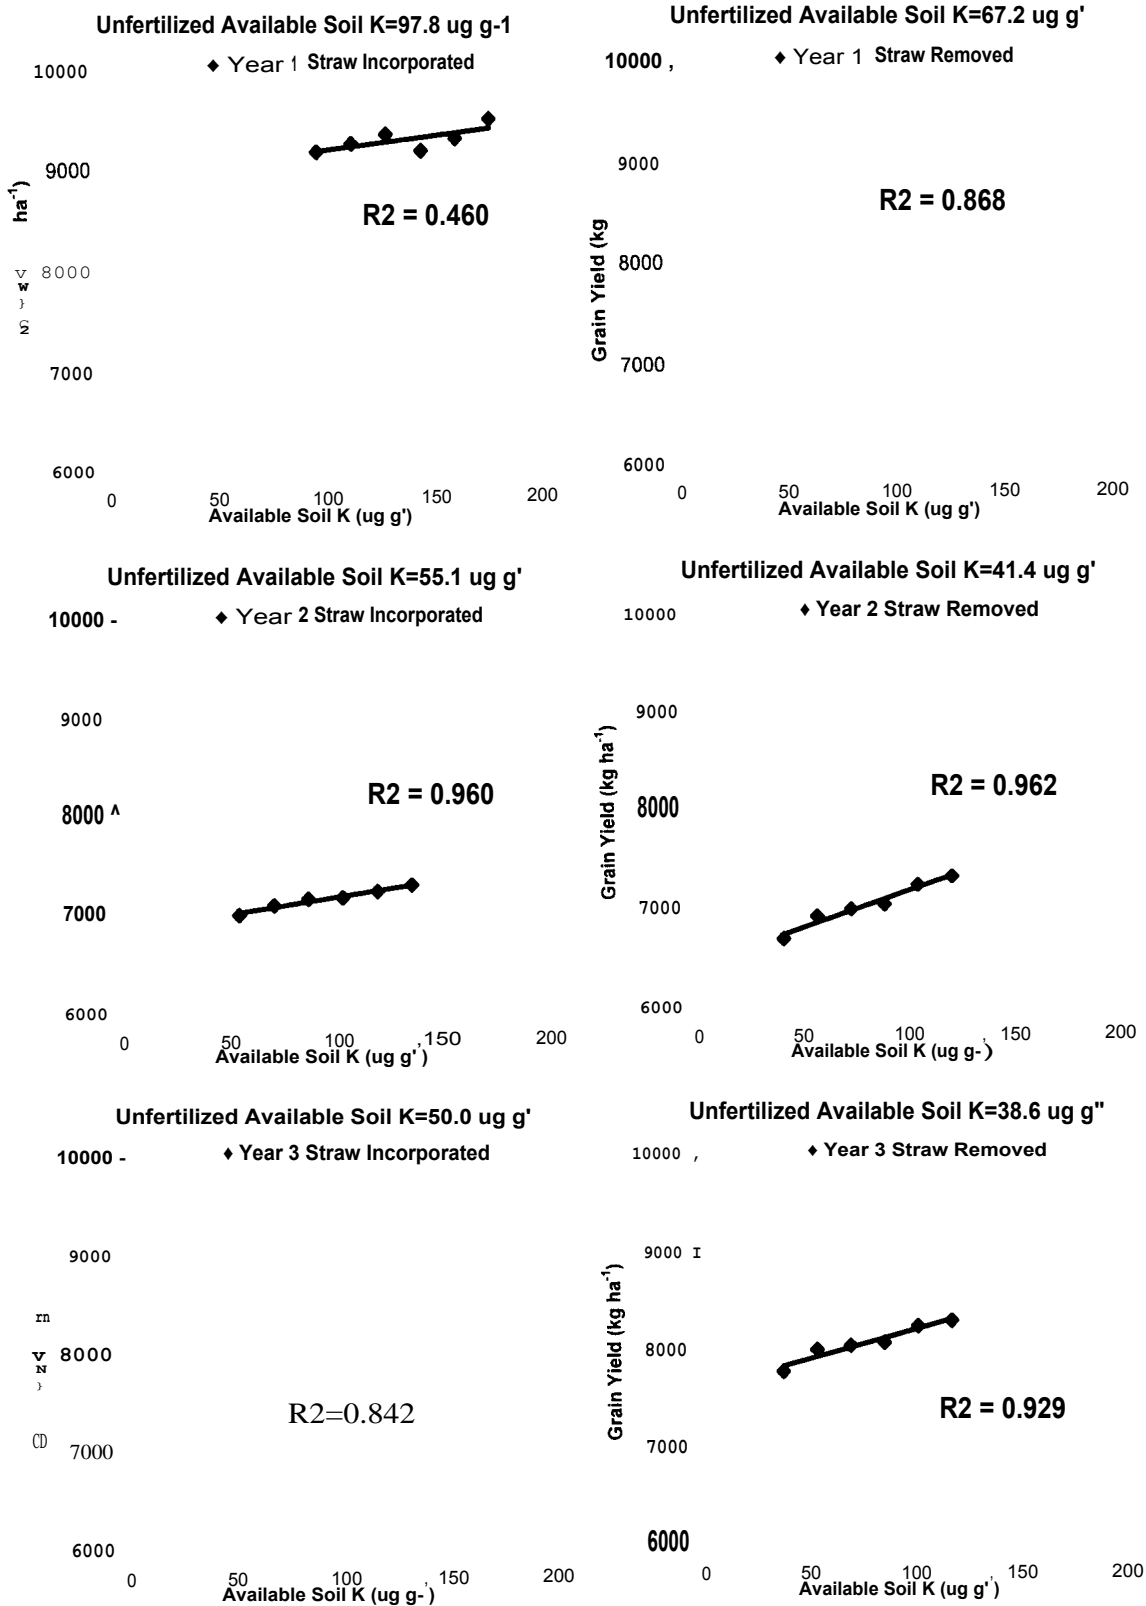 Unfertilized Available Soil K=97.8 ug g-1
◆ Year 1 Straw Incorporated
10000
9000
8000
7000
6000
ha⁻¹)
V
W
}
0 50 100 150 200
Available Soil K (ug g')
R2 = 0.460
Unfertilized Available Soil K=67.2 ug g'
◆ Year 1 Straw Removed
10000 ,
9000
8000
7000
6000
Grain Yield (kg
R2 = 0.868
0 50 100 150 200
Available Soil K (ug g')
Unfertilized Available Soil K=55.1 ug g'
◆ Year 2 Straw Incorporated
10000 -
9000
8000 ^
7000
6000
R2 = 0.960
0 50 100 ,150 200
Available Soil K (ug g' )
Unfertilized Available Soil K=41.4 ug g'
♦ Year 2 Straw Removed
10000
9000
8000
7000
6000
Grain Yield (kg ha⁻¹)
R2 = 0.962
0 50 100 , 150 200
Available Soil K (ug g-)
Unfertilized Available Soil K=50.0 ug g'
♦ Year 3 Straw Incorporated
10000 -
9000
8000
7000
6000
rn
V
N
}
R2=0.842
0 50 100 , 150 200
Available Soil K (ug g- )
Unfertilized Available Soil K=38.6 ug g"
♦ Year 3 Straw Removed
10000 ,
9000 I
8000
7000
6000
Grain Yield (kg ha⁻¹)
R2 = 0.929
0 50 100 , 150 200
Available Soil K (ug g' )